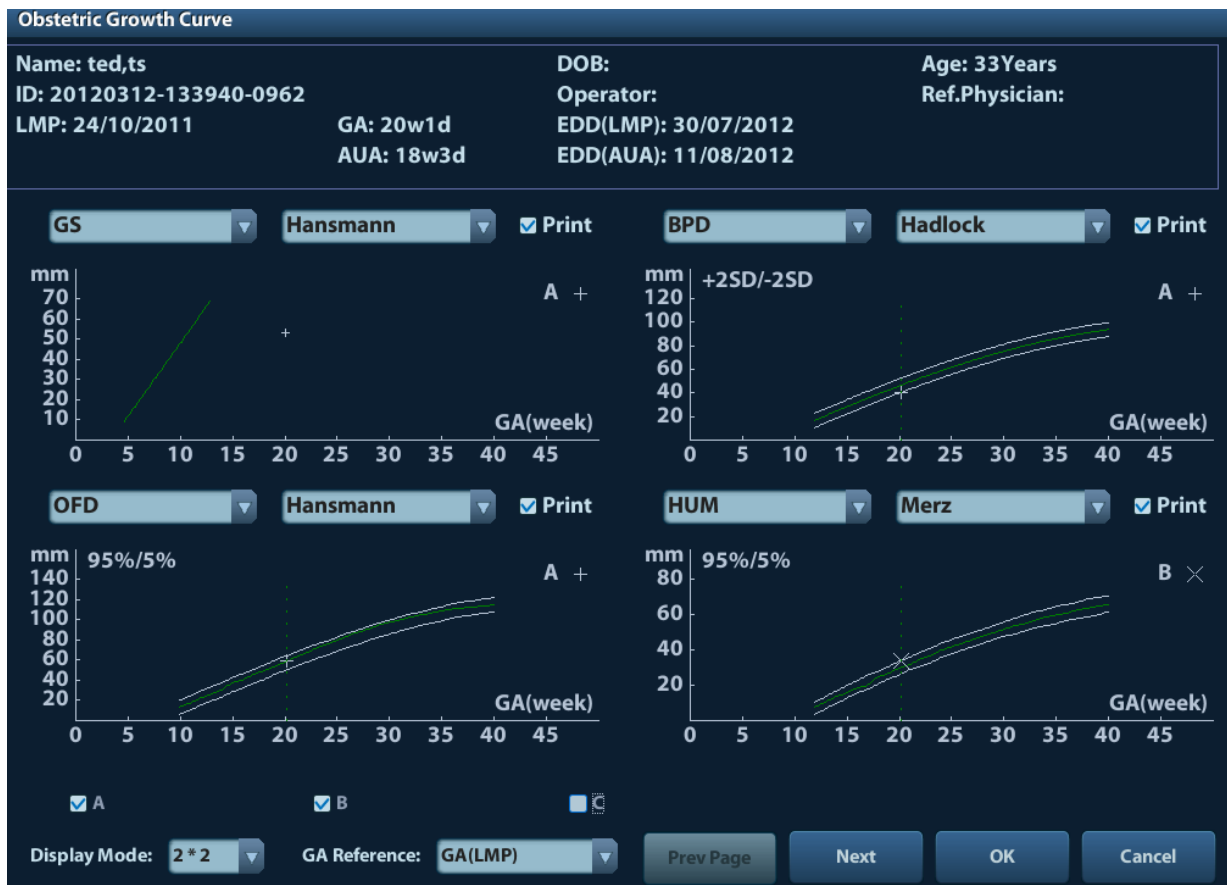 Obstetric Growth Curve
Name: ted,ts DOB: Age: 33Years
ID: 20120312-133940-0962 Operator: Ref.Physician:
LMP: 24/10/2011 GA: 20w1d EDD(LMP): 30/07/2012
AUA: 18w3d EDD(AUA): 11/08/2012
GS Hansmann Print BPD Hadlock Print
mm
70
60
50
40
30
20
10
A +
GA(week)
0 5 10 15 20 25 30 35 40 45
mm
+2SD/-2SD
120
100
80
60
40
20
A +
GA(week)
0 5 10 15 20 25 30 35 40 45
OFD Hansmann Print HUM Merz Print
mm
95%/5%
140
120
100
80
60
40
20
A +
GA(week)
0 5 10 15 20 25 30 35 40 45
mm
95%/5%
80
60
40
20
B ×
GA(week)
0 5 10 15 20 25 30 35 40 45
A B C
Display Mode: 2*2 GA Reference: GA(LMP) Prev Page Next OK Cancel